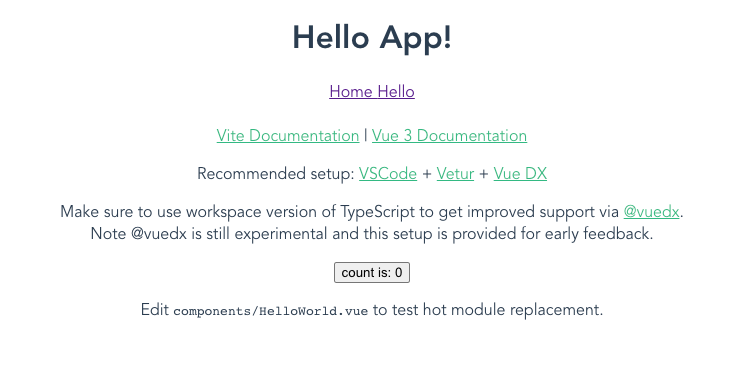 Hello App!
Home Hello
Vite Documentation | Vue 3 Documentation
Recommended setup: VSCode + Vetur + Vue DX
Make sure to use workspace version of TypeScript to get improved support via @vuedx.
Note @vuedx is still experimental and this setup is provided for early feedback.
count is: 0
Edit components/HelloWorld.vue to test hot module replacement.